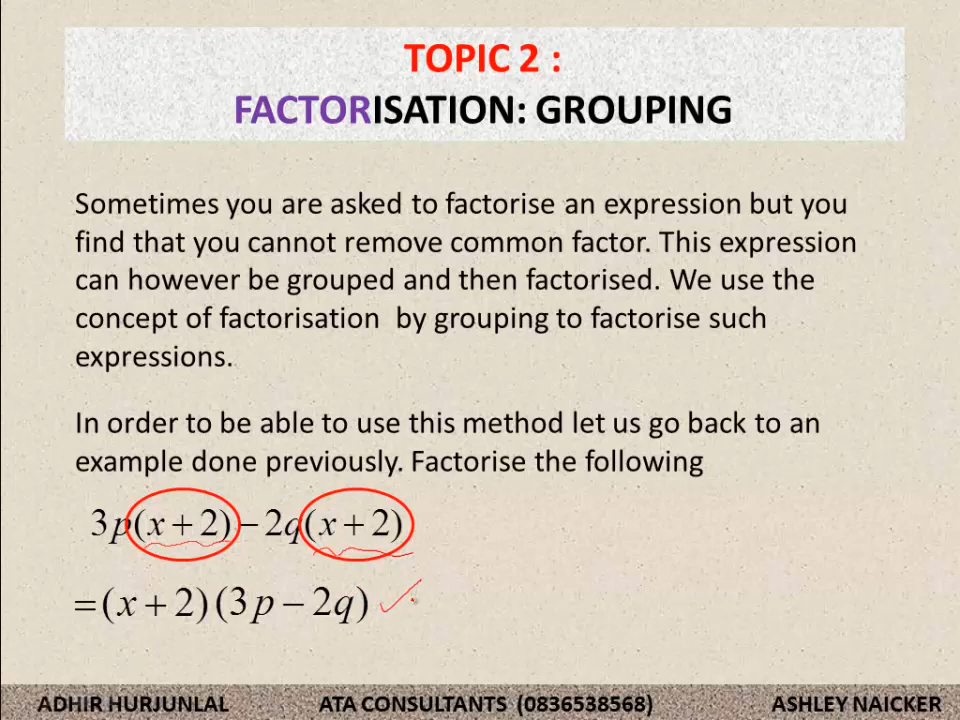 TOPIC 2 :
FACTORISATION: GROUPING
Sometimes you are asked to factorise an expression but you
find that you cannot remove common factor. This expression
can however be grouped and then factorised. We use the
concept of factorisation by grouping to factorise such
expressions.
In order to be able to use this method let us go back to an
example done previously. Factorise the following
3p(x+2)−2q(x+2)
=(x+2)(3p−2q)
ADHIR HURJUNLAL ATA CONSULTANTS (0836538568) ASHLEY NAICKER